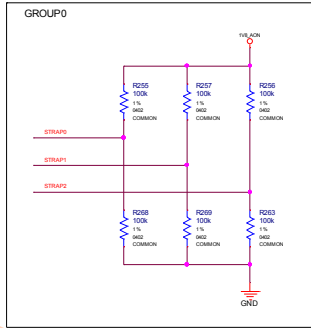 GROUP0
1V8_AON
R255
100k
1 %
0402
COMMON
R257
100k
1 %
0402
COMMON
R256
100k
1 %
0402
COMMON
STRAP0
STRAP1
STRAP2
R268
100k
1 %
0402
COMMON
R269
100k
1 %
0402
COMMON
R263
100k
1 %
0402
COMMON
GND